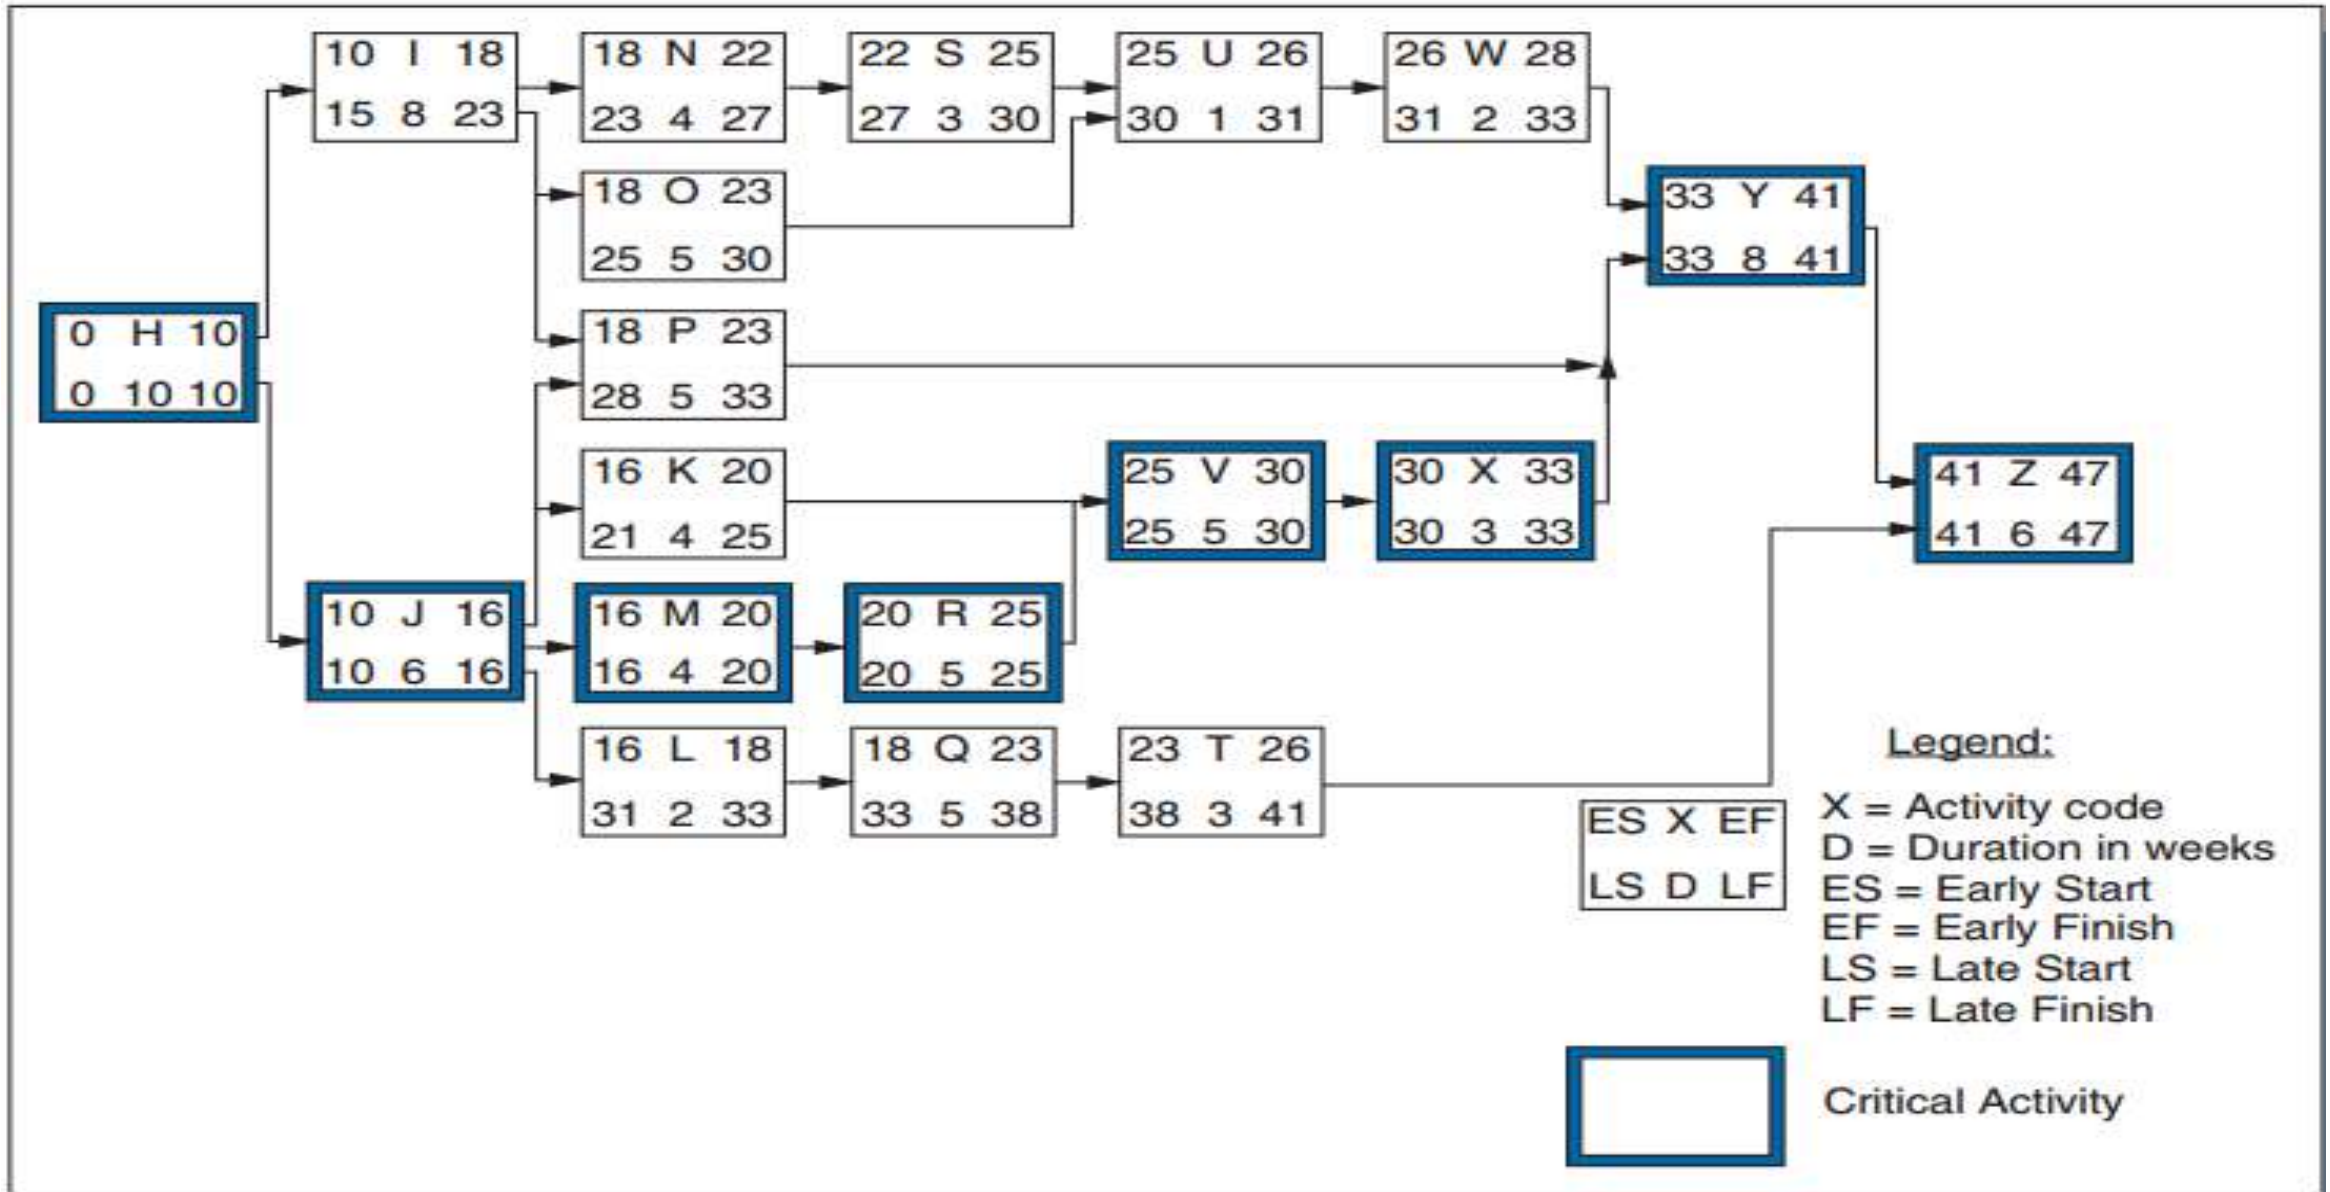 10 I 18
15 8 23
18 N 22
23 4 27
22 S 25
27 3 30
25 U 26
30 1 31
26 W 28
31 2 33
18 O 23
25 5 30
33 Y 41
33 8 41
0 H 10
0 10 10
18 P 23
28 5 33
16 K 20
21 4 25
25 V 30
25 5 30
30 X 33
30 3 33
41 Z 47
41 6 47
10 J 16
10 6 16
16 M 20
16 4 20
20 R 25
20 5 25
16 L 18
31 2 33
18 Q 23
33 5 38
23 T 26
38 3 41
Legend:
ES X EF
LS D LF
X = Activity code
D = Duration in weeks
ES = Early Start
EF = Early Finish
LS = Late Start
LF = Late Finish
Critical Activity